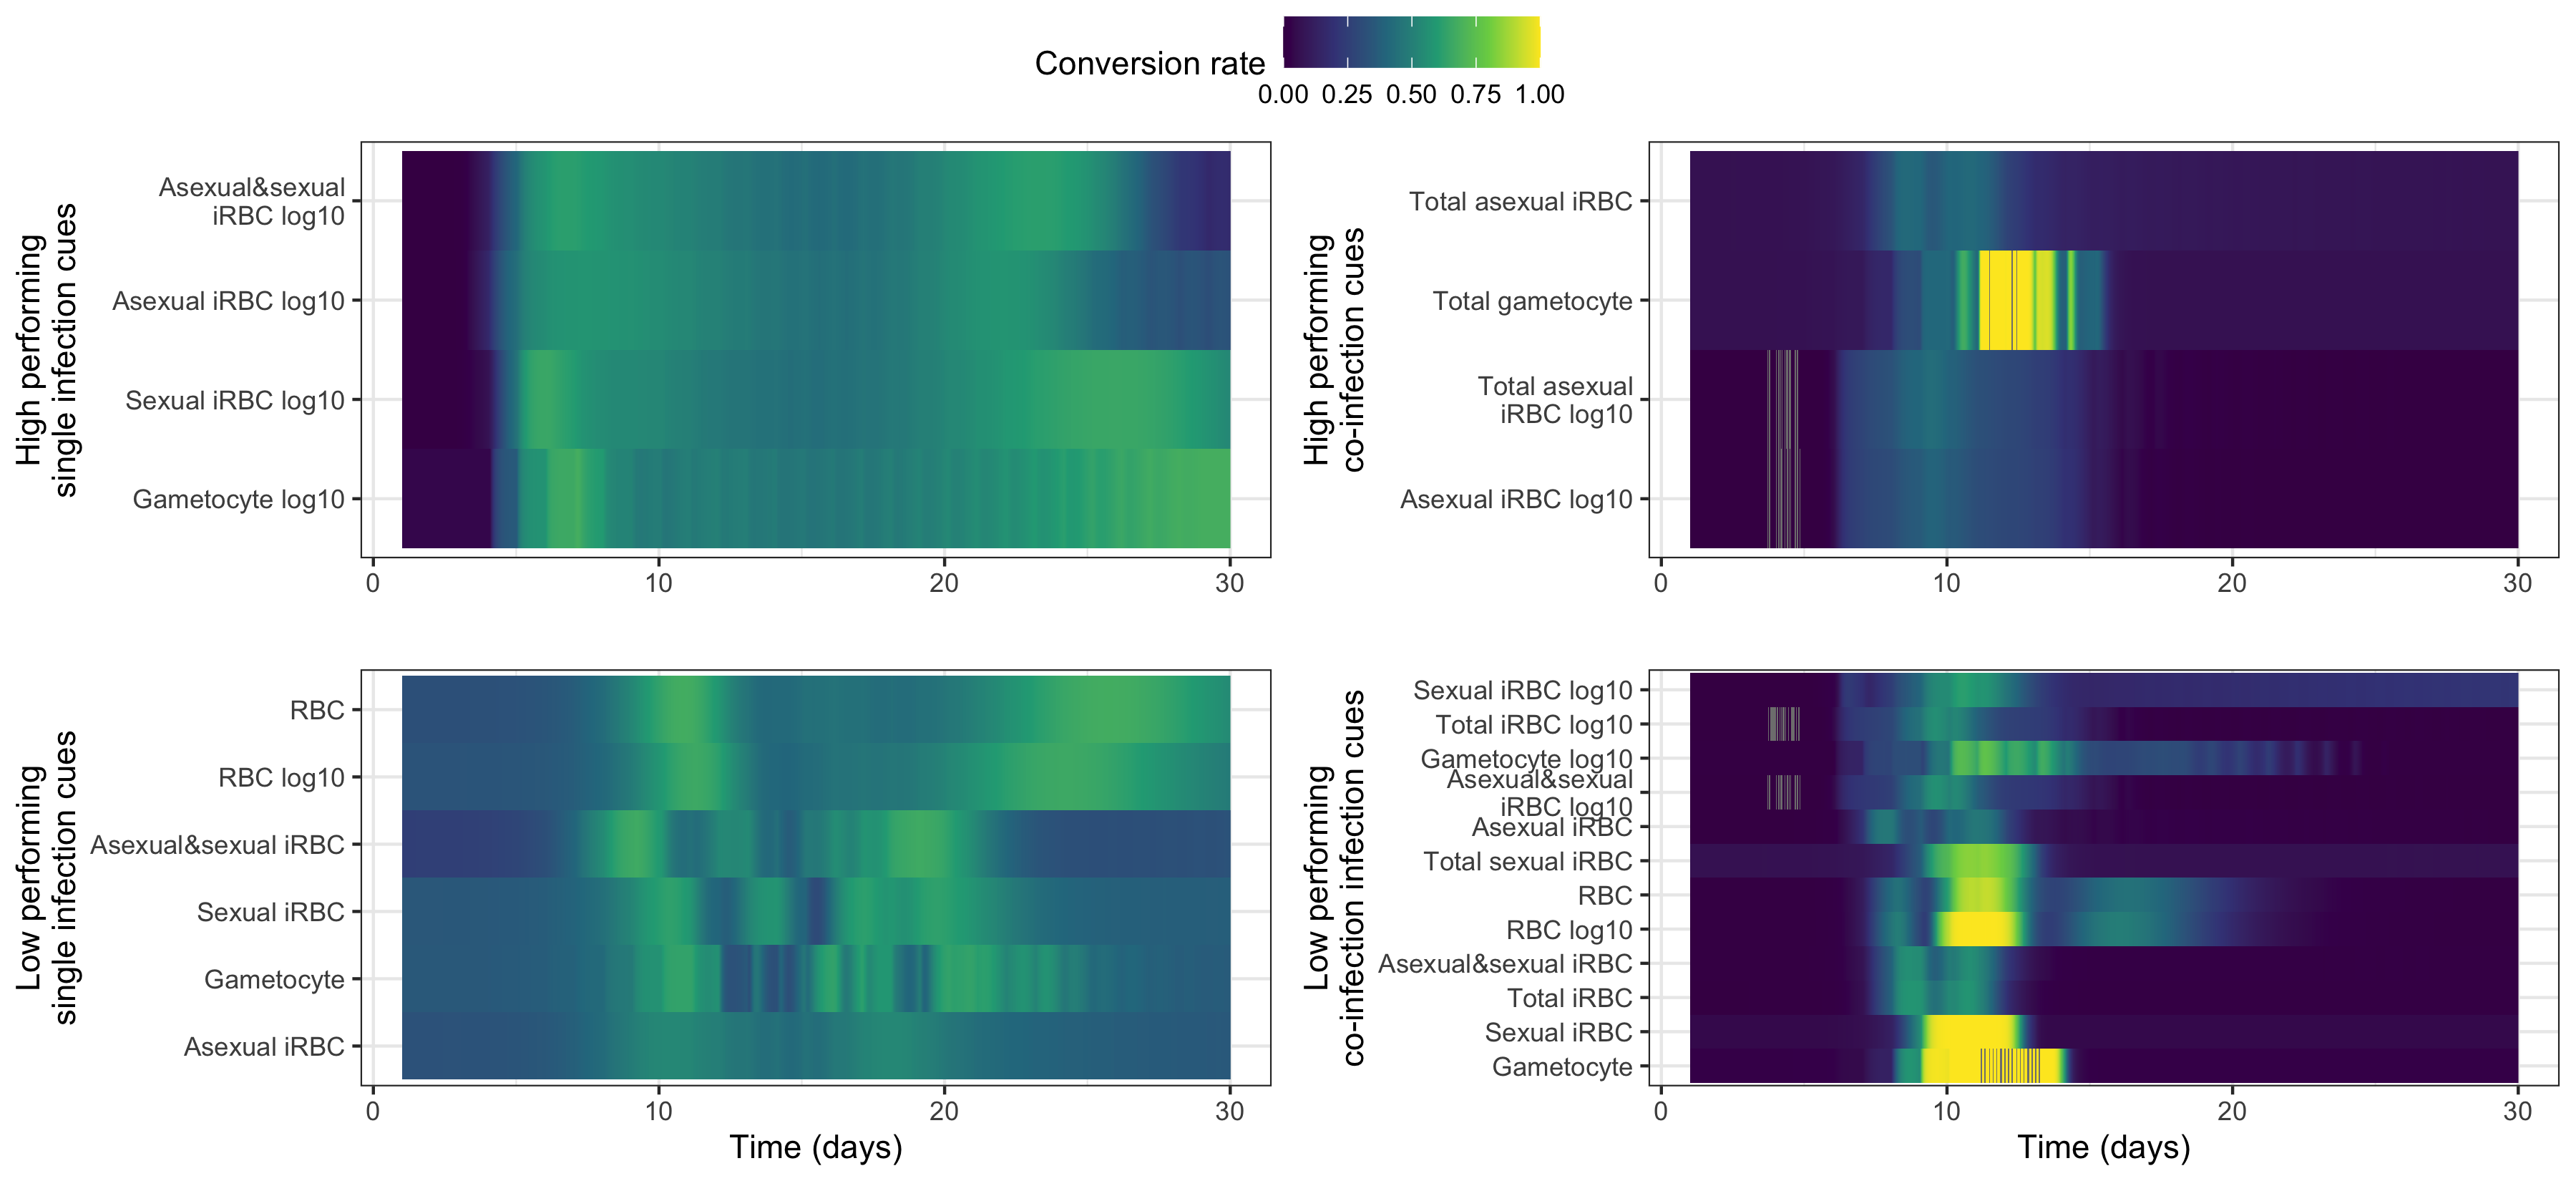 Conversion rate
0.00 0.25 0.50 0.75 1.00
High performing
single infection cues
Asexual&sexual
iRBC log10
Asexual iRBC log10
Sexual iRBC log10
Gametocyte log10
0 10 20 30
High performing
co-infection cues
Total asexual iRBC
Total gametocyte
Total asexual
iRBC log10
Asexual iRBC log10
0 10 20 30
Low performing
single infection cues
RBC
RBC log10
Asexual&sexual iRBC
Sexual iRBC
Gametocyte
Asexual iRBC
0 10 20 30
Time (days)
Low performing
co-infection infection cues
Sexual iRBC log10
Total iRBC log10
Gametocyte log10
Asexual&sexual
iRBC log10
Asexual iRBC
Total sexual iRBC
RBC
RBC log10
Asexual&sexual iRBC
Total iRBC
Sexual iRBC
Gametocyte
0 10 20 30
Time (days)